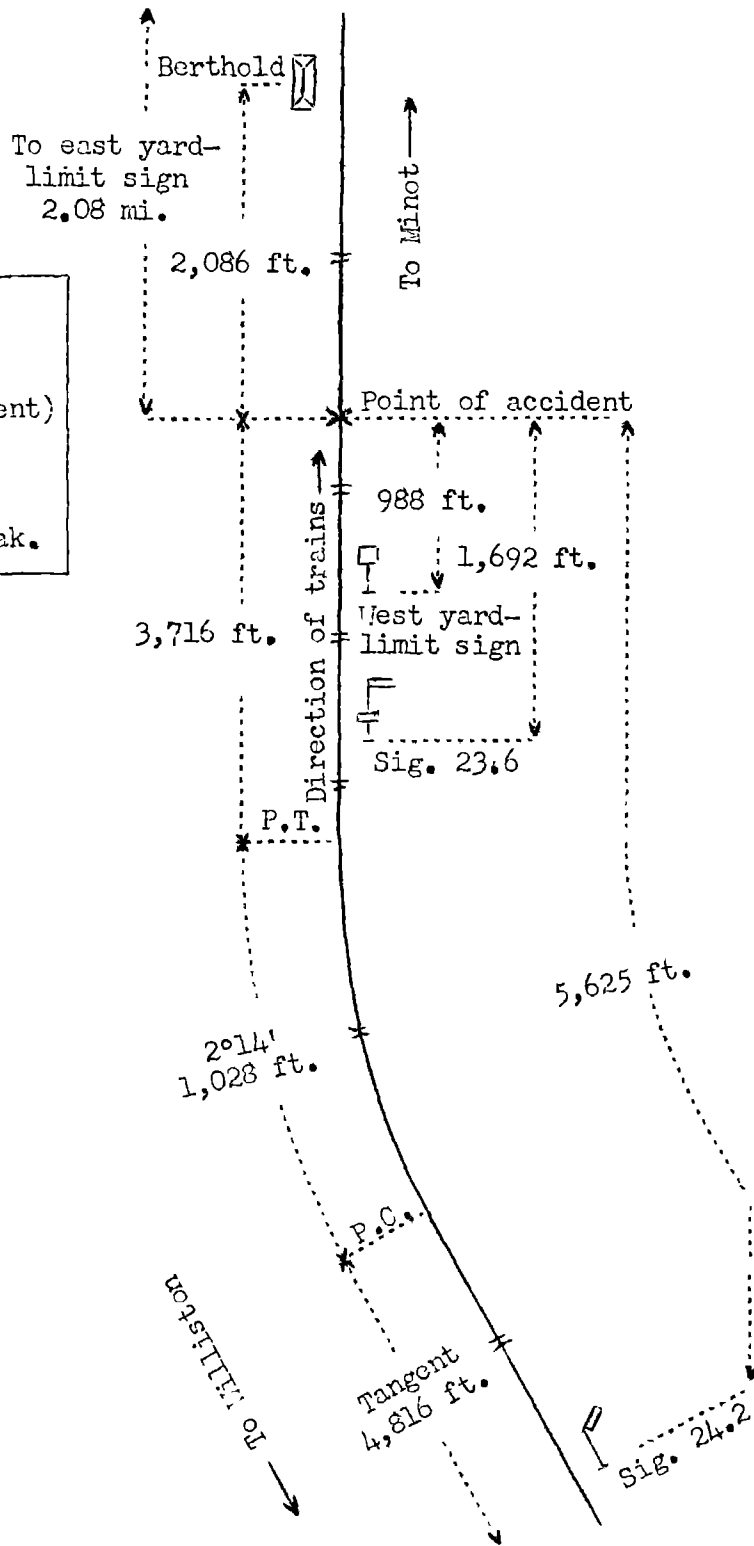 Berthold
To east yard-
limit sign
2.08 mi.
To Minot
2,086 ft.
ent)
Point of accident
988 ft.
ak.
1,692 ft.
Direction of trains
3,716 ft.
West yard-
limit sign
Sig. 23.6
P.T.
5,625 ft.
2°14'
1,028 ft.
P.C.
To Williston
Tangent
4,816 ft.
Sig. 24.2